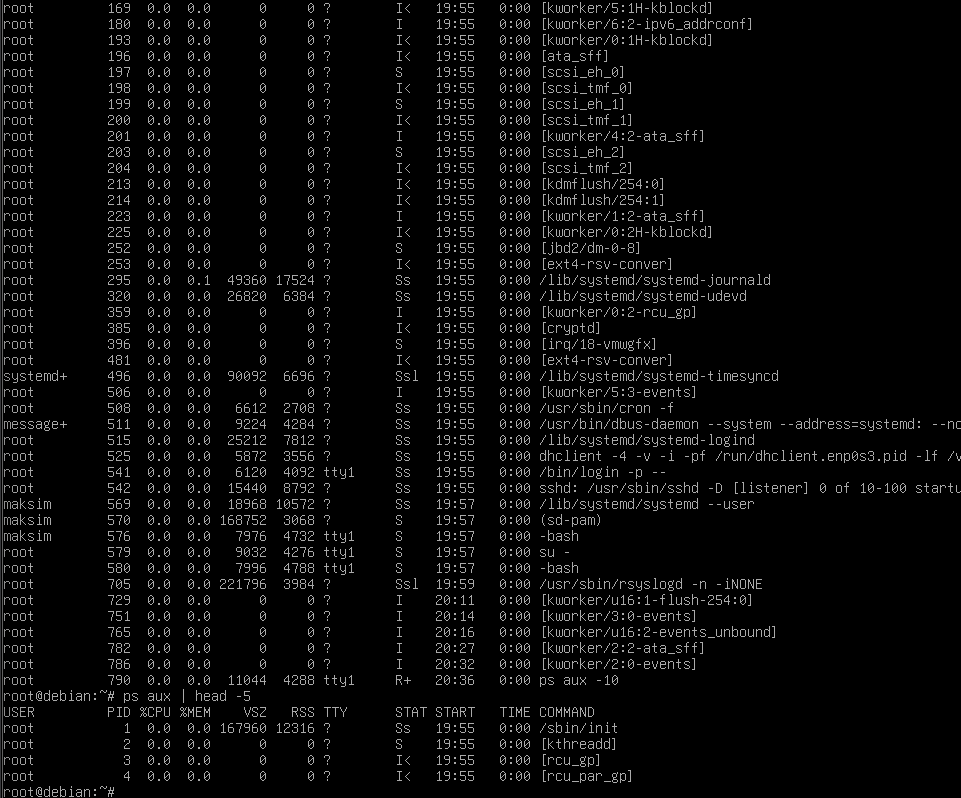 root         169  0.0  0.0      0     0 ?        I<   19:55   0:00 [kworker/5:1H-kblockd]
root         180  0.0  0.0      0     0 ?        I    19:55   0:00 [kworker/6:2-ipv6_addrconf]
root         193  0.0  0.0      0     0 ?        I<   19:55   0:00 [kworker/0:1H-kblockd]
root         196  0.0  0.0      0     0 ?        I<   19:55   0:00 [ata_sff]
root         197  0.0  0.0      0     0 ?        S    19:55   0:00 [scsi_eh_0]
root         198  0.0  0.0      0     0 ?        I<   19:55   0:00 [scsi_tmf_0]
root         199  0.0  0.0      0     0 ?        S    19:55   0:00 [scsi_eh_1]
root         200  0.0  0.0      0     0 ?        I<   19:55   0:00 [scsi_tmf_1]
root         201  0.0  0.0      0     0 ?        I    19:55   0:00 [kworker/4:2-ata_sff]
root         203  0.0  0.0      0     0 ?        S    19:55   0:00 [scsi_eh_2]
root         204  0.0  0.0      0     0 ?        I<   19:55   0:00 [scsi_tmf_2]
root         213  0.0  0.0      0     0 ?        I<   19:55   0:00 [kdmflush/254:0]
root         214  0.0  0.0      0     0 ?        I<   19:55   0:00 [kdmflush/254:1]
root         223  0.0  0.0      0     0 ?        I    19:55   0:00 [kworker/1:2-ata_sff]
root         225  0.0  0.0      0     0 ?        I<   19:55   0:00 [kworker/0:2H-kblockd]
root         252  0.0  0.0      0     0 ?        S    19:55   0:00 [jbd2/dm-0-8]
root         253  0.0  0.0      0     0 ?        I<   19:55   0:00 [ext4-rsv-conver]
root         295  0.0  0.1  49360 17524 ?        Ss   19:55   0:00 /lib/systemd/systemd-journald
root         320  0.0  0.0  26820  6384 ?        Ss   19:55   0:00 /lib/systemd/systemd-udevd
root         359  0.0  0.0      0     0 ?        I    19:55   0:00 [kworker/0:2-rcu_gp]
root         385  0.0  0.0      0     0 ?        I<   19:55   0:00 [cryptd]
root         396  0.0  0.0      0     0 ?        S    19:55   0:00 [irq/18-vmwgfx]
root         481  0.0  0.0      0     0 ?        I<   19:55   0:00 [ext4-rsv-conver]
systemd+     496  0.0  0.0  90092  6696 ?        Ssl  19:55   0:00 /lib/systemd/systemd-timesyncd
root         506  0.0  0.0      0     0 ?        I    19:55   0:00 [kworker/5:3-events]
root         508  0.0  0.0   6612  2708 ?        Ss   19:55   0:00 /usr/sbin/cron -f
message+     511  0.0  0.0   9224  4284 ?        Ss   19:55   0:00 /usr/bin/dbus-daemon --system --address=systemd: --no
root         515  0.0  0.0  25212  7812 ?        Ss   19:55   0:00 /lib/systemd/systemd-logind
root         525  0.0  0.0   5872  3556 ?        Ss   19:55   0:00 dhclient -4 -v -i -pf /run/dhclient.enp0s3.pid -lf /v
root         541  0.0  0.0   6120  4092 tty1     Ss   19:55   0:00 /bin/login -p --
root         542  0.0  0.0  15440  8792 ?        Ss   19:55   0:00 sshd: /usr/sbin/sshd -D [listener] 0 of 10-100 startu
maksim       569  0.0  0.0  18968 10572 ?        Ss   19:57   0:00 /lib/systemd/systemd --user
maksim       570  0.0  0.0 168752  3068 ?        S    19:57   0:00 (sd-pam)
maksim       576  0.0  0.0   7976  4732 tty1     S    19:57   0:00 -bash
root         579  0.0  0.0   9032  4276 tty1     S    19:57   0:00 su -
root         580  0.0  0.0   7996  4788 tty1     S    19:57   0:00 -bash
root         705  0.0  0.0 221796  3984 ?        Ssl  19:59   0:00 /usr/sbin/rsyslogd -n -iNONE
root         729  0.0  0.0      0     0 ?        I    20:11   0:00 [kworker/u16:1-flush-254:0]
root         751  0.0  0.0      0     0 ?        I    20:14   0:00 [kworker/3:0-events]
root         765  0.0  0.0      0     0 ?        I    20:16   0:00 [kworker/u16:2-events_unbound]
root         782  0.0  0.0      0     0 ?        I    20:27   0:00 [kworker/2:2-ata_sff]
root         786  0.0  0.0      0     0 ?        I    20:32   0:00 [kworker/2:0-events]
root         790  0.0  0.0  11044  4288 tty1     R+   20:36   0:00 ps aux -10
root@debian:~# ps aux | head -5
USER         PID %CPU %MEM    VSZ   RSS TTY      STAT START   TIME COMMAND
root           1  0.0  0.0 167960 12316 ?        Ss   19:55   0:00 /sbin/init
root           2  0.0  0.0      0     0 ?        S    19:55   0:00 [kthreadd]
root           3  0.0  0.0      0     0 ?        I<   19:55   0:00 [rcu_gp]
root           4  0.0  0.0      0     0 ?        I<   19:55   0:00 [rcu_par_gp]
root@debian:~#